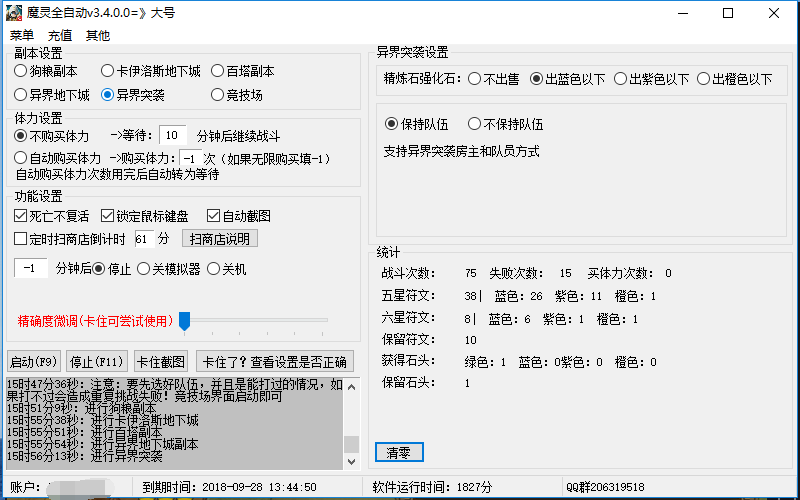 魔灵全自动v3.4.0.0=》大号
菜单 充值 其他
副本设置
狗粮副本 卡伊洛斯地下城 百塔副本
异界地下城 异界突袭 竞技场
体力设置
不购买体力 ->等待: 10 分钟后继续战斗
自动购买体力 ->购买体力: -1 次 (如果无限购买填-1)
自动购买体力次数用完后自动转为等待
功能设置
死亡不复活 锁定鼠标键盘 自动截图
定时扫商店倒计时 61 分 扫商店说明
-1 分钟后 停止 关模拟器 关机
精确度微调(卡住可尝试使用)
启动(F9) 停止(F11) 卡住截图 卡住了？查看设置是否正确
15时47分36秒: 注意: 要先选好队伍, 并且是能打过的情况, 如
果打不过会造成重复挑战失败! 竞技场界面启动即可
15时51分9秒: 进行狗粮副本
15时55分38秒: 进行卡伊洛斯地下城
15时55分51秒: 进行百塔副本
15时55分54秒: 进行异界地下城副本
15时56分13秒: 进行异界突袭
异界突袭设置
精炼石强化石: 不出售 出蓝色以下 出紫色以下 出橙色以下
保持队伍 不保持队伍
支持异界突袭房主和队员方式
统计
战斗次数: 75 失败次数: 15 买体力次数: 0
五星符文: 38| 蓝色: 26 紫色: 11 橙色: 1
六星符文: 8| 蓝色: 6 紫色: 1 橙色: 1
保留符文: 10
获得石头: 绿色: 1 蓝色: 0紫色: 0 橙色: 0
保留石头: 1
清零
账户:
到期时间: 2018-09-28 13:44:50
软件运行时间: 1827分
QQ群206319518